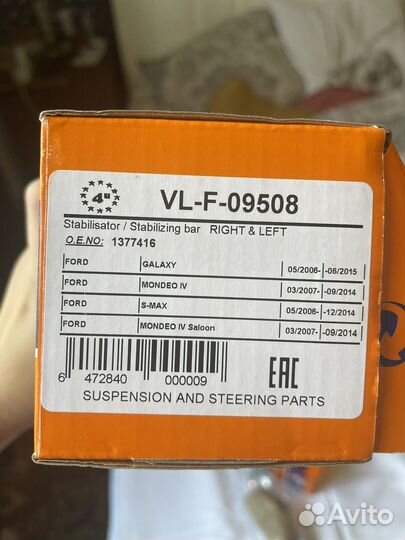 4U
VL-F-09508
Stabilisator / Stabilizing bar RIGHT & LEFT
O.E.NO: 1377416
FORD GALAXY 05/2006- -06/2015
FORD MONDEO IV 03/2007- -09/2014
FORD S-MAX 05/2006- -12/2014
FORD MONDEO IV Saloon 03/2007- -09/2014
6 472840 000009
EAC
SUSPENSION AND STEERING PARTS
Avito